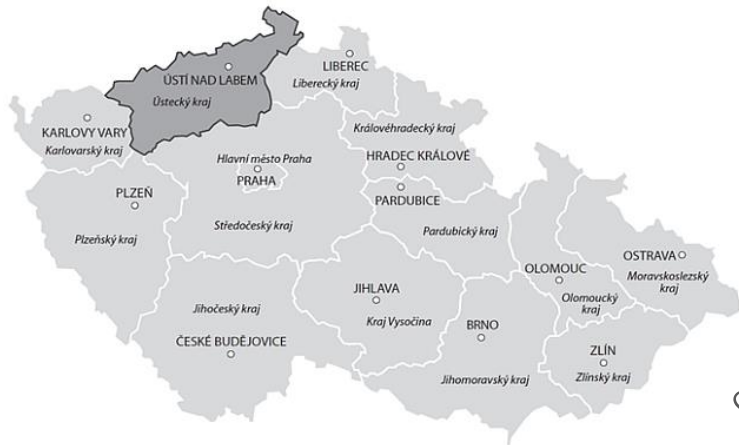 LIBEREC
Liberecký kraj
ÚSTÍ NAD LABEM
Ústecký kraj
KARLOVY VARY
Karlovarský kraj
Královéhradecký kraj
HRADEC KRÁLOVÉ
Hlavní město Praha
PRAHA
PARDUBICE
PLZEŇ
Plzeňský kraj
Středočeský kraj
Pardubický kraj
OSTRAVA
Moravskoslezský
kraj
OLOMOUC
Olomoucký
kraj
JIHLAVA
Kraj Vysočina
Jihočeský kraj
ČESKÉ BUDĚJOVICE
BRNO
Jihomoravský kraj
ZLÍN
Zlínský kraj